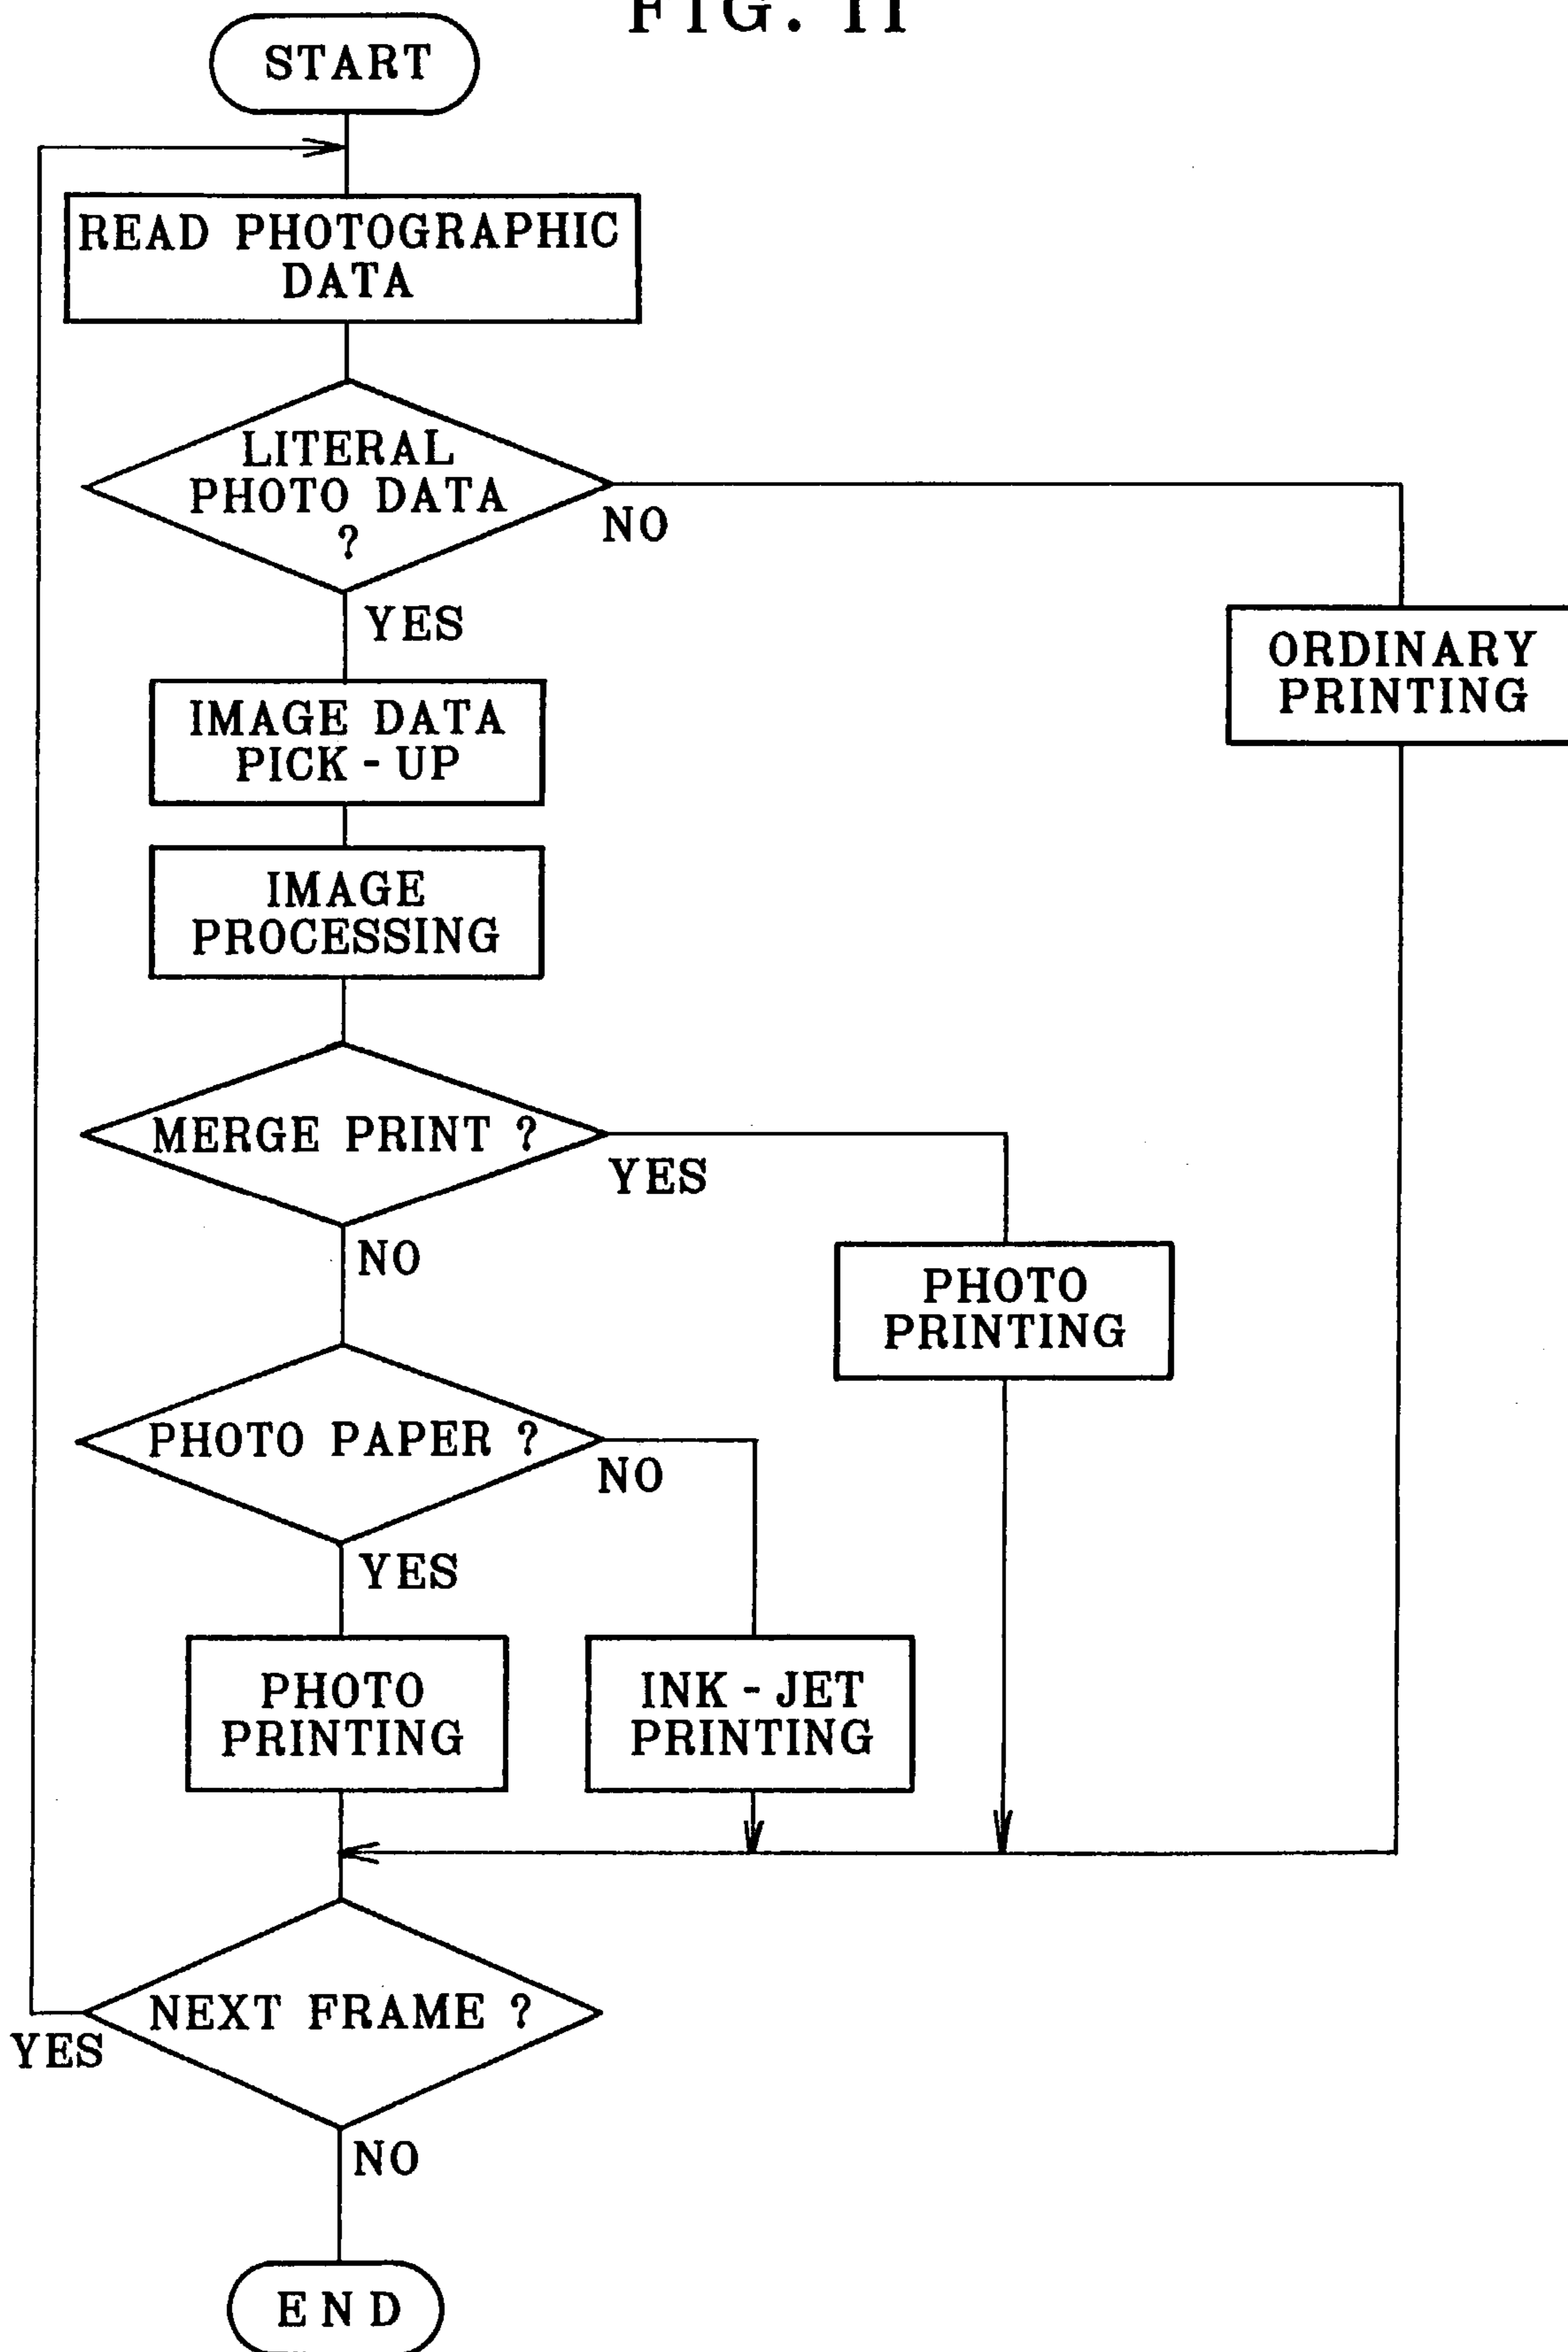 FIG. 11
START
READ PHOTOGRAPHIC
DATA
LITERAL
PHOTO DATA
?
NO
YES
ORDINARY
PRINTING
IMAGE DATA
PICK - UP
IMAGE
PROCESSING
MERGE PRINT ?
YES
NO
PHOTO
PRINTING
PHOTO PAPER ?
NO
YES
PHOTO
PRINTING
INK - JET
PRINTING
NEXT FRAME ?
YES
NO
END